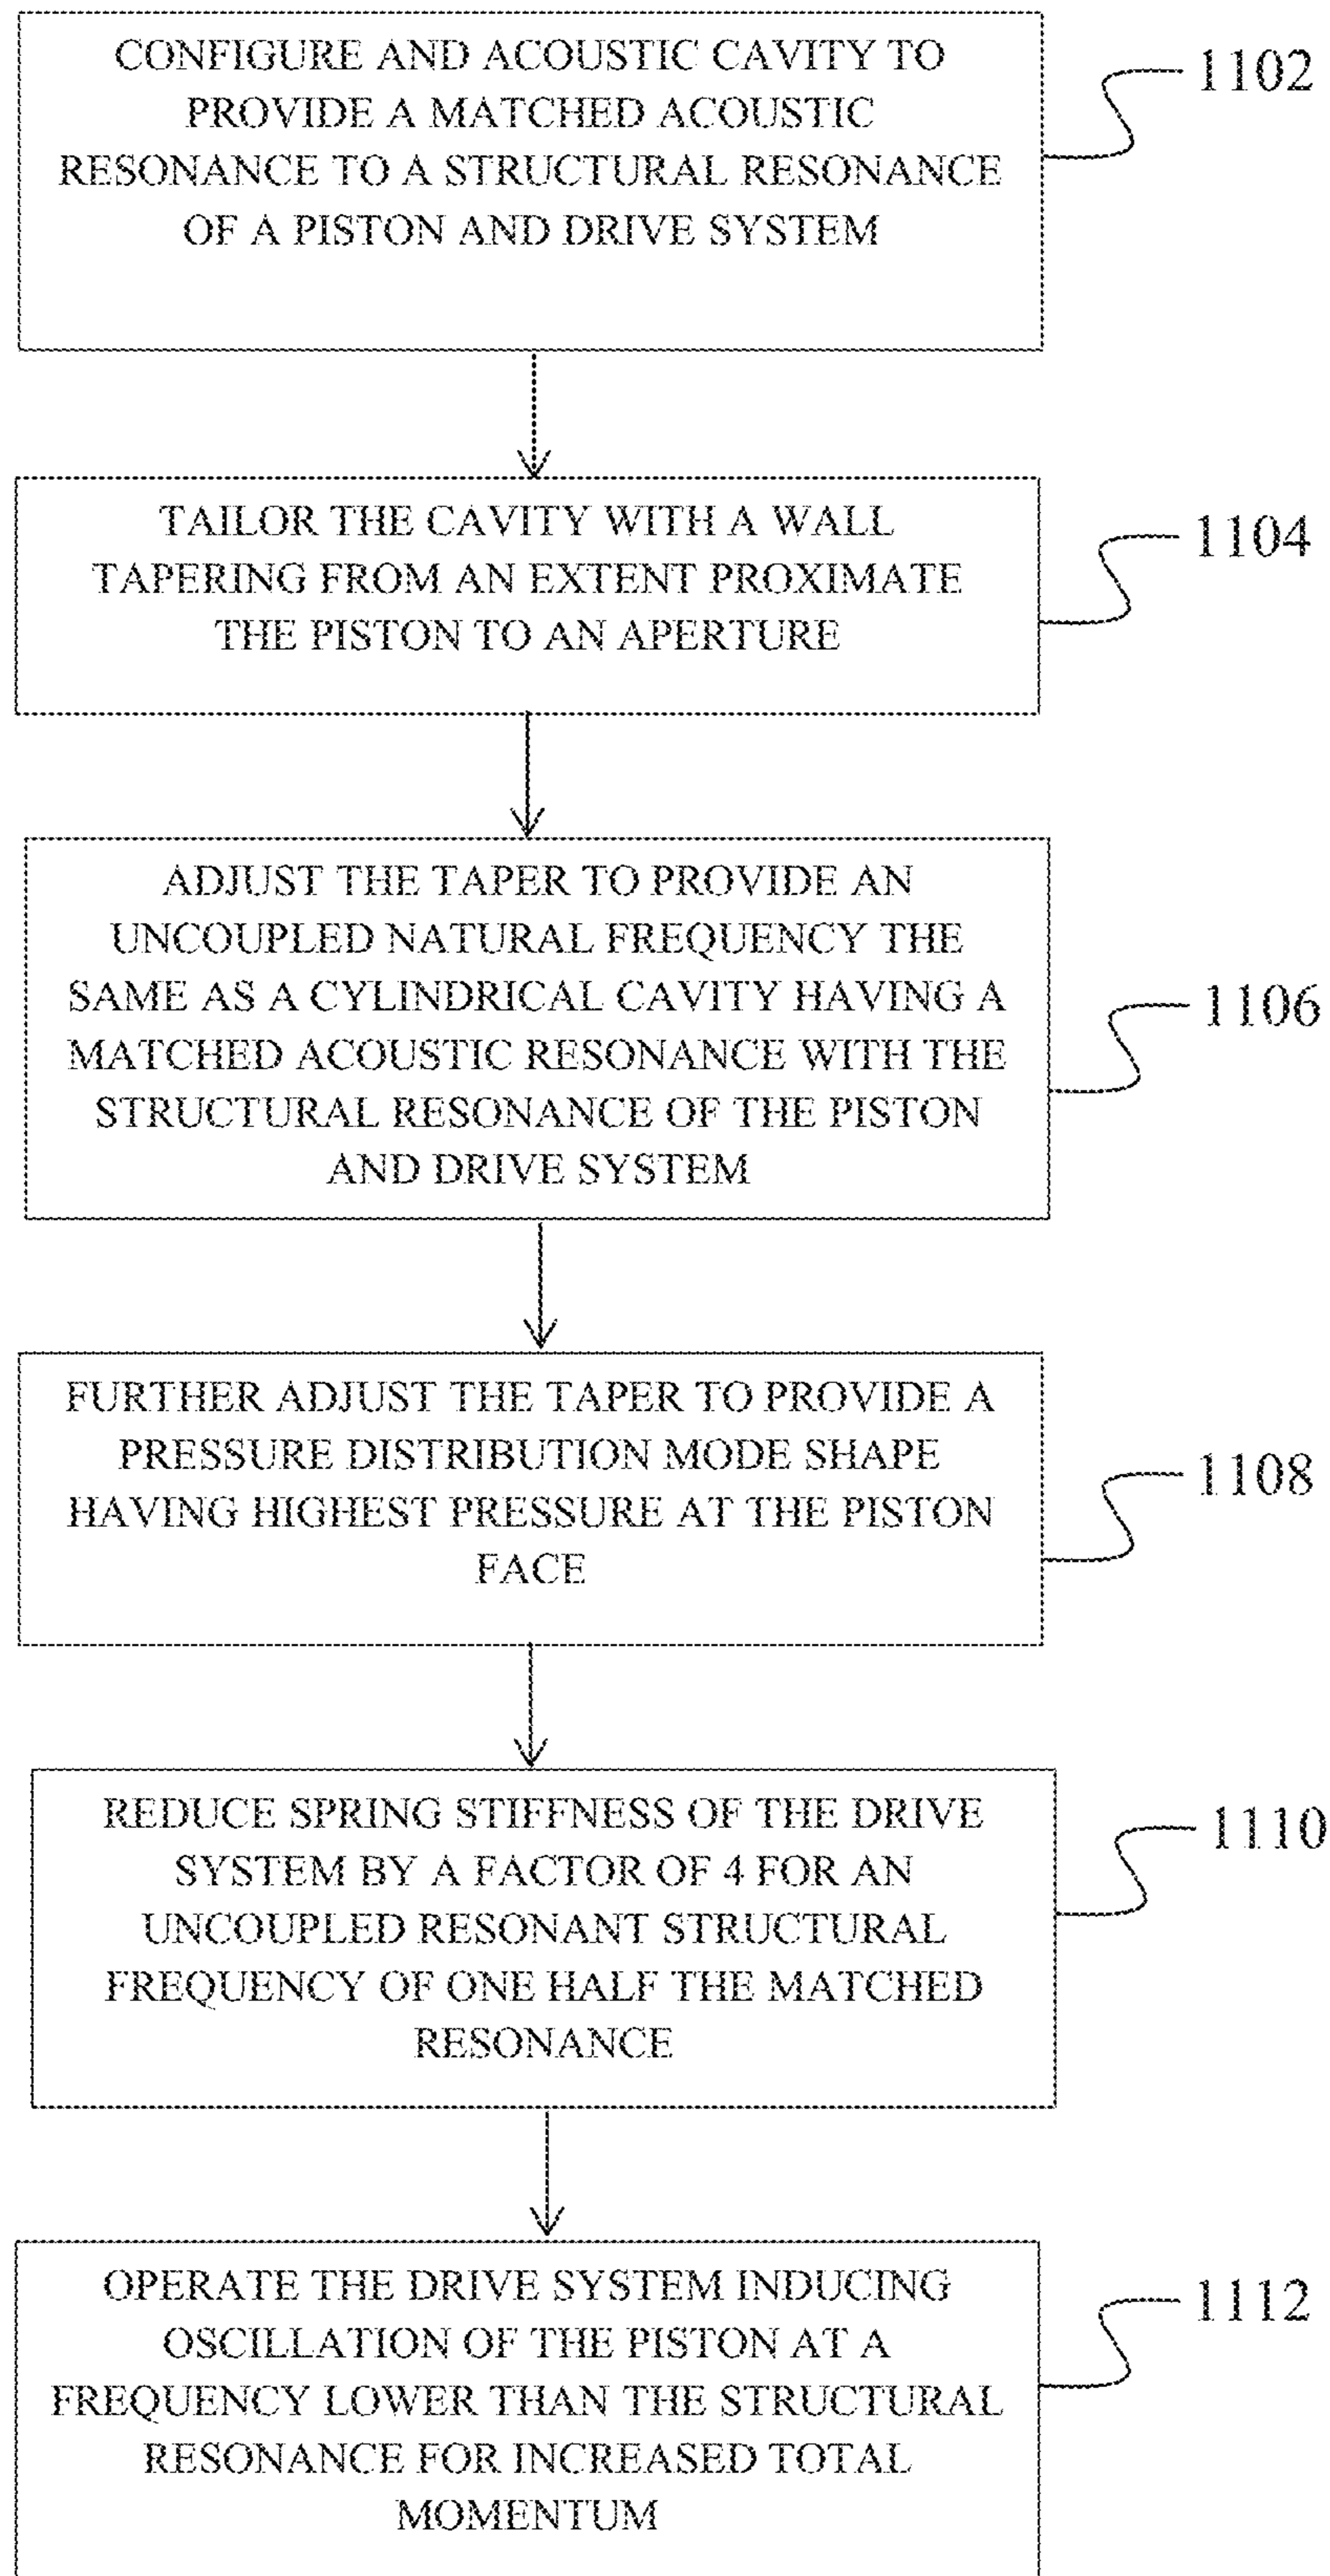 CONFIGURE AND ACOUSTIC CAVITY TO
PROVIDE A MATCHED ACOUSTIC
RESONANCE TO A STRUCTURAL RESONANCE
OF A PISTON AND DRIVE SYSTEM
1102
TAILOR THE CAVITY WITH A WALL
TAPERING FROM AN EXTENT PROXIMATE
THE PISTON TO AN APERTURE
1104
ADJUST THE TAPER TO PROVIDE AN
UNCOUPLED NATURAL FREQUENCY THE
SAME AS A CYLINDRICAL CAVITY HAVING A
MATCHED ACOUSTIC RESONANCE WITH THE
STRUCTURAL RESONANCE OF THE PISTON
AND DRIVE SYSTEM
1106
FURTHER ADJUST THE TAPER TO PROVIDE A
PRESSURE DISTRIBUTION MODE SHAPE
HAVING HIGHEST PRESSURE AT THE PISTON
FACE
1108
REDUCE SPRING STIFFNESS OF THE DRIVE
SYSTEM BY A FACTOR OF 4 FOR AN
UNCOUPLED RESONANT STRUCTURAL
FREQUENCY OF ONE HALF THE MATCHED
RESONANCE
1110
OPERATE THE DRIVE SYSTEM INDUCING
OSCILLATION OF THE PISTON AT A
FREQUENCY LOWER THAN THE STRUCTURAL
RESONANCE FOR INCREASED TOTAL
MOMENTUM
1112